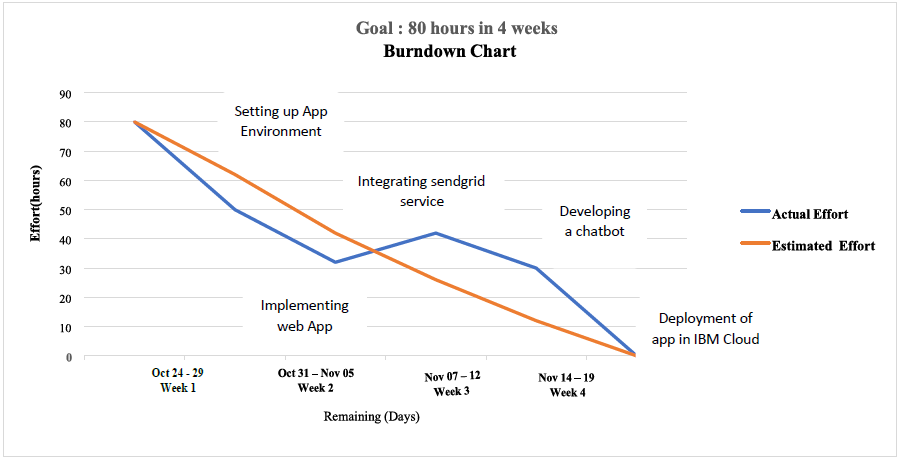 Goal : 80 hours in 4 weeks
Burndown Chart
90
80
70
60
50
40
30
20
10
0
Effort(hours)
Setting up App
Environment
Integrating sendgrid
service
Developing
a chatbot
Implementing
web App
Deployment of
app in IBM Cloud
Actual Effort
Estimated Effort
Oct 24 - 29
Week 1
Oct 31 – Nov 05
Week 2
Nov 07 – 12
Week 3
Nov 14 – 19
Week 4
Remaining (Days)